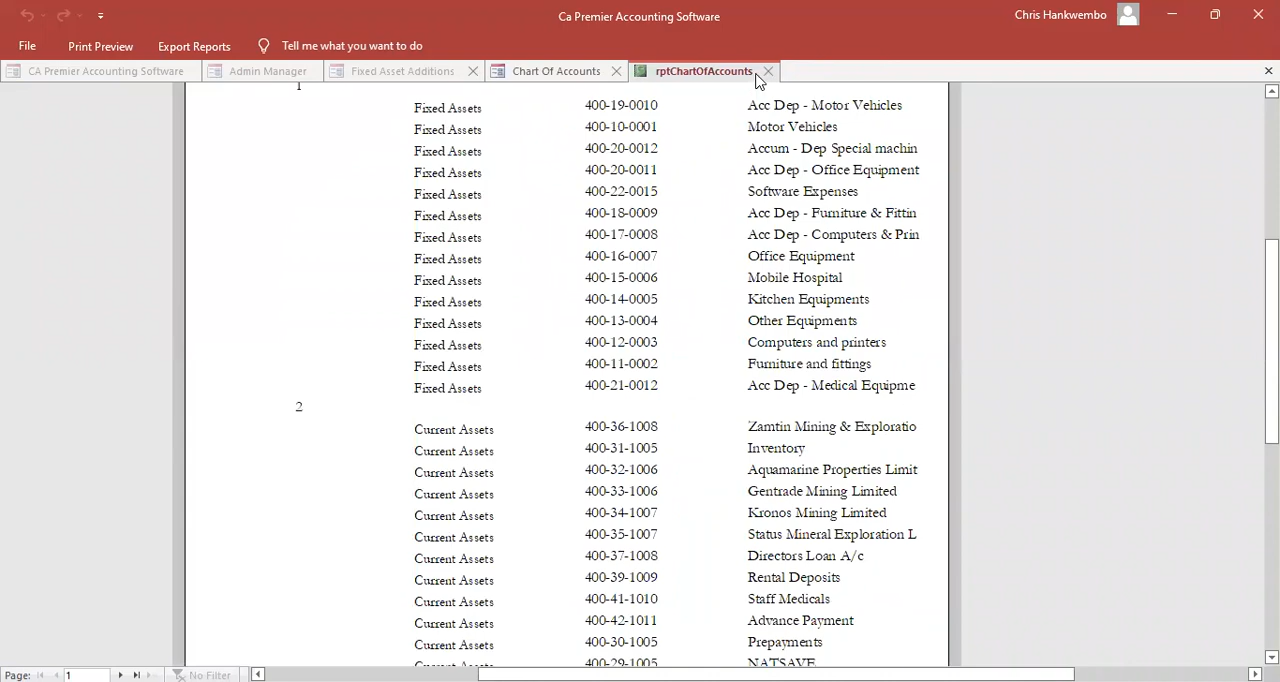 Ca Premier Accounting Software
Chris Hankwembo
File Print Preview Export Reports Tell me what you want to do
CA Premier Accounting Software Admin Manager Fixed Asset Additions Chart Of Accounts rptChartOfAccounts
1
Fixed Assets 400-19-0010 Acc Dep - Motor Vehicles
Fixed Assets 400-10-0001 Motor Vehicles
Fixed Assets 400-20-0012 Accum - Dep Special machin
Fixed Assets 400-20-0011 Acc Dep - Office Equipment
Fixed Assets 400-22-0015 Software Expenses
Fixed Assets 400-18-0009 Acc Dep - Furniture & Fittin
Fixed Assets 400-17-0008 Acc Dep - Computers & Prin
Fixed Assets 400-16-0007 Office Equipment
Fixed Assets 400-15-0006 Mobile Hospital
Fixed Assets 400-14-0005 Kitchen Equipments
Fixed Assets 400-13-0004 Other Equipments
Fixed Assets 400-12-0003 Computers and printers
Fixed Assets 400-11-0002 Furniture and fittings
Fixed Assets 400-21-0012 Acc Dep - Medical Equipme
2
Current Assets 400-36-1008 Zamtin Mining & Exploratio
Current Assets 400-31-1005 Inventory
Current Assets 400-32-1006 Aquamarine Properties Limit
Current Assets 400-33-1006 Gentrade Mining Limited
Current Assets 400-34-1007 Kronos Mining Limited
Current Assets 400-35-1007 Status Mineral Exploration L
Current Assets 400-37-1008 Directors Loan A/c
Current Assets 400-39-1009 Rental Deposits
Current Assets 400-41-1010 Staff Medicals
Current Assets 400-42-1011 Advance Payment
Current Assets 400-30-1005 Prepayments
Current Assets 400-29-1005 NATSAVE
Page: 1 No Filter